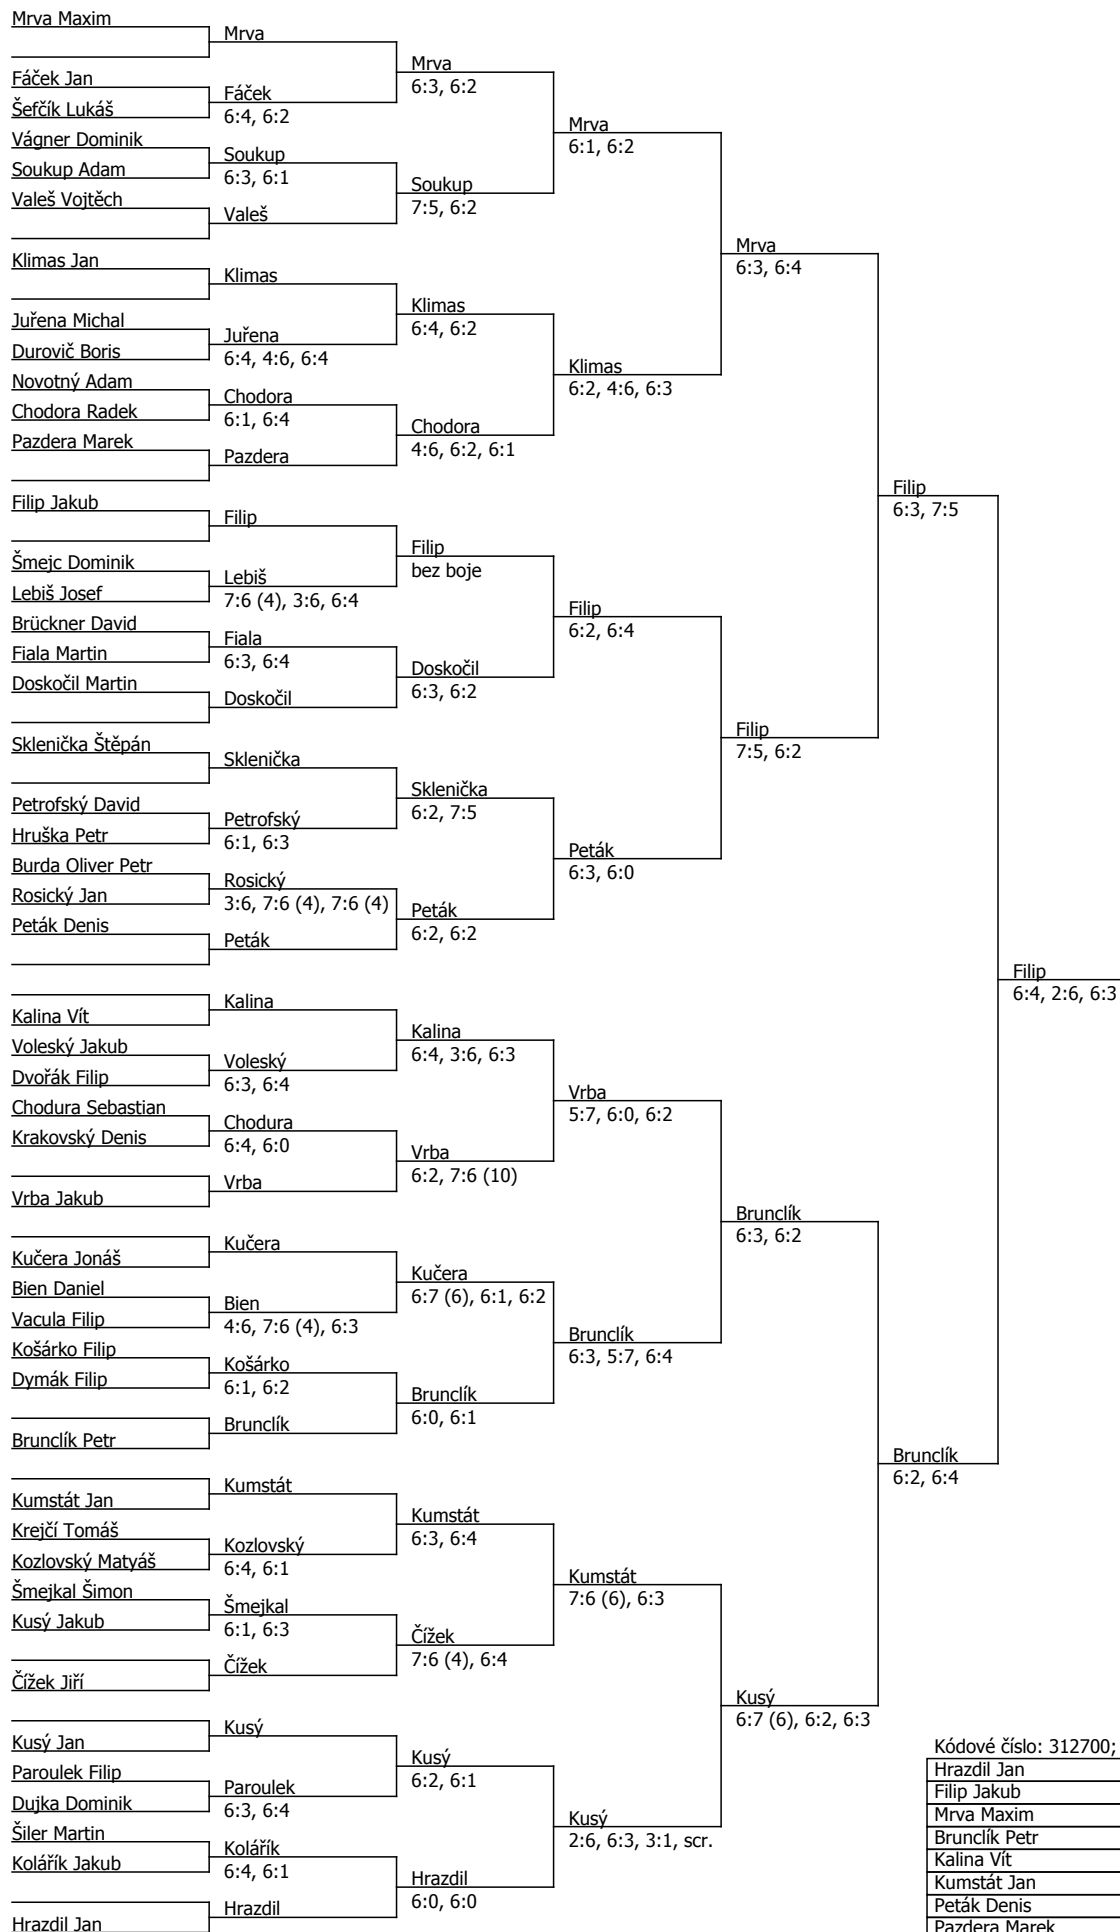 Mrva Maxim
Fáček Jan
Šefčík Lukáš
Vágner Dominik
Soukup Adam
Valeš Vojtěch
Klimas Jan
Juřena Michal
Durovič Boris
Novotný Adam
Chodora Radek
Pazdera Marek
Filip Jakub
Šmejc Dominik
Lebiš Josef
Brückner David
Fiala Martin
Doskočil Martin
Sklenička Štěpán
Petrofský David
Hruška Petr
Burda Oliver Petr
Rosický Jan
Peták Denis
Kalina Vít
Voleský Jakub
Dvořák Filip
Chodura Sebastian
Krakovský Denis
Vrba Jakub
Kučera Jonáš
Bien Daniel
Vacula Filip
Košárko Filip
Dymák Filip
Brunclík Petr
Kumstát Jan
Krejčí Tomáš
Kozlovský Matyáš
Šmejkal Šimon
Kusý Jakub
Čížek Jiří
Kusý Jan
Paroulek Filip
Dujka Dominik
Šiler Martin
Kolářík Jakub
Hrazdil Jan
Mrva
Fáček
6:4, 6:2
Soukup
6:3, 6:1
Valeš
Klimas
Juřena
6:4, 4:6, 6:4
Chodora
6:1, 6:4
Pazdera
Filip
Lebiš
7:6 (4), 3:6, 6:4
Fiala
6:3, 6:4
Doskočil
Sklenička
Petrofský
6:1, 6:3
Rosický
3:6, 7:6 (4), 7:6 (4)
Peták
Kalina
Voleský
6:3, 6:4
Chodura
6:4, 6:0
Vrba
Kučera
Bien
4:6, 7:6 (4), 6:3
Košárko
6:1, 6:2
Brunclík
Kumstát
Kozlovský
6:4, 6:1
Šmejkal
6:1, 6:3
Čížek
Kusý
Paroulek
6:3, 6:4
Kolářík
6:4, 6:1
Hrazdil
Mrva
6:3, 6:2
Soukup
7:5, 6:2
Klimas
6:4, 6:2
Chodora
4:6, 6:2, 6:1
Filip
bez boje
Doskočil
6:3, 6:2
Sklenička
6:2, 7:5
Peták
6:2, 6:2
Kalina
6:4, 3:6, 6:3
Vrba
6:2, 7:6 (10)
Kučera
6:7 (6), 6:1, 6:2
Brunclík
6:0, 6:1
Kumstát
6:3, 6:4
Čížek
7:6 (4), 6:4
Kusý
6:2, 6:1
Hrazdil
6:0, 6:0
Mrva
6:1, 6:2
Klimas
6:2, 4:6, 6:3
Filip
6:2, 6:4
Peták
6:3, 6:0
Vrba
5:7, 6:0, 6:2
Brunclík
6:3, 5:7, 6:4
Kumstát
7:6 (6), 6:3
Kusý
2:6, 6:3, 3:1, scr.
Mrva
6:3, 6:4
Filip
7:5, 6:2
Brunclík
6:3, 6:2
Kusý
6:7 (6), 6:2, 6:3
Filip
6:3, 7:5
Brunclík
6:2, 6:4
Filip
6:4, 2:6, 6:3
Kódové číslo: 312700;
Hrazdil Jan
Filip Jakub
Mrva Maxim
Brunclík Petr
Kalina Vít
Kumstát Jan
Peták Denis
Pazdera Marek